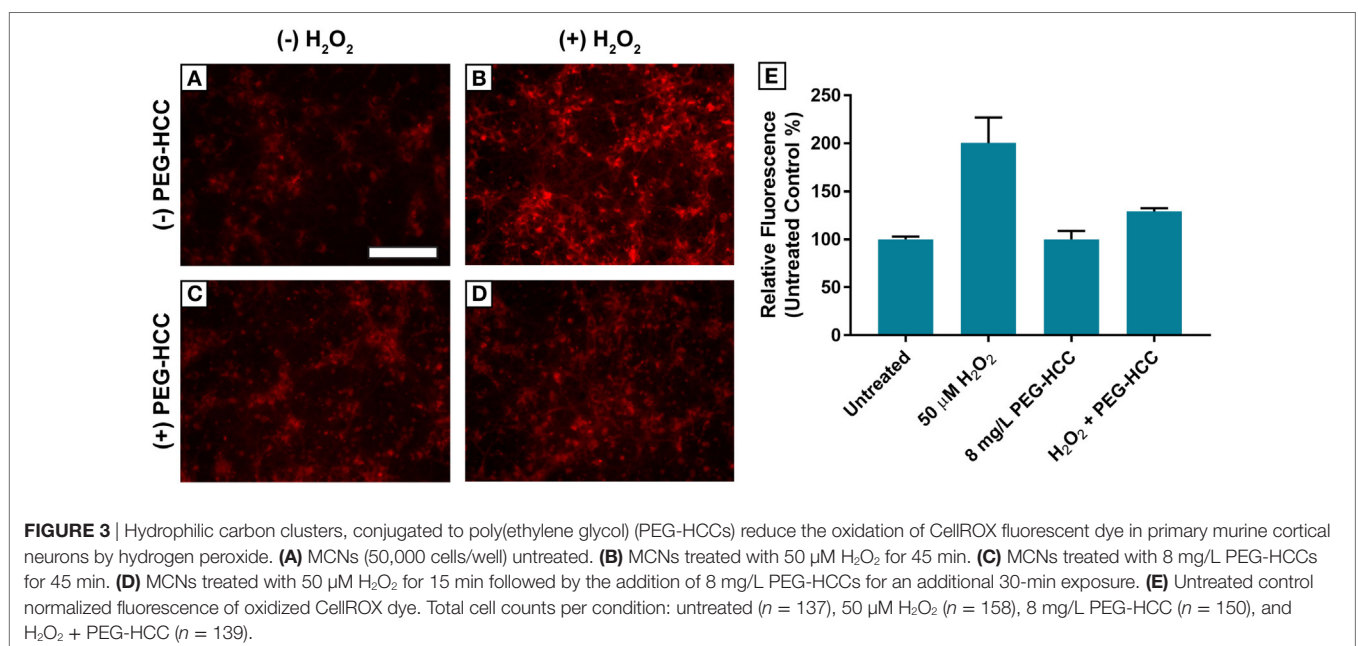 (-) H₂O₂
(+) H₂O₂
(-) PEG-HCC
(+) PEG-HCC
A
B
C
D
E
Relative Fluorescence
(Untreated Control %)
250
200
150
100
50
0
Untreated
50 µM H₂O₂
8 mg/L PEG-HCC
H₂O₂ + PEG-HCC
FIGURE 3 | Hydrophilic carbon clusters, conjugated to poly(ethylene glycol) (PEG-HCCs) reduce the oxidation of CellROX fluorescent dye in primary murine cortical
neurons by hydrogen peroxide. (A) MCNs (50,000 cells/well) untreated. (B) MCNs treated with 50 µM H₂O₂ for 45 min. (C) MCNs treated with 8 mg/L PEG-HCCs
for 45 min. (D) MCNs treated with 50 µM H₂O₂ for 15 min followed by the addition of 8 mg/L PEG-HCCs for an additional 30-min exposure. (E) Untreated control
normalized fluorescence of oxidized CellROX dye. Total cell counts per condition: untreated (n = 137), 50 µM H₂O₂ (n = 158), 8 mg/L PEG-HCC (n = 150), and
H₂O₂ + PEG-HCC (n = 139).